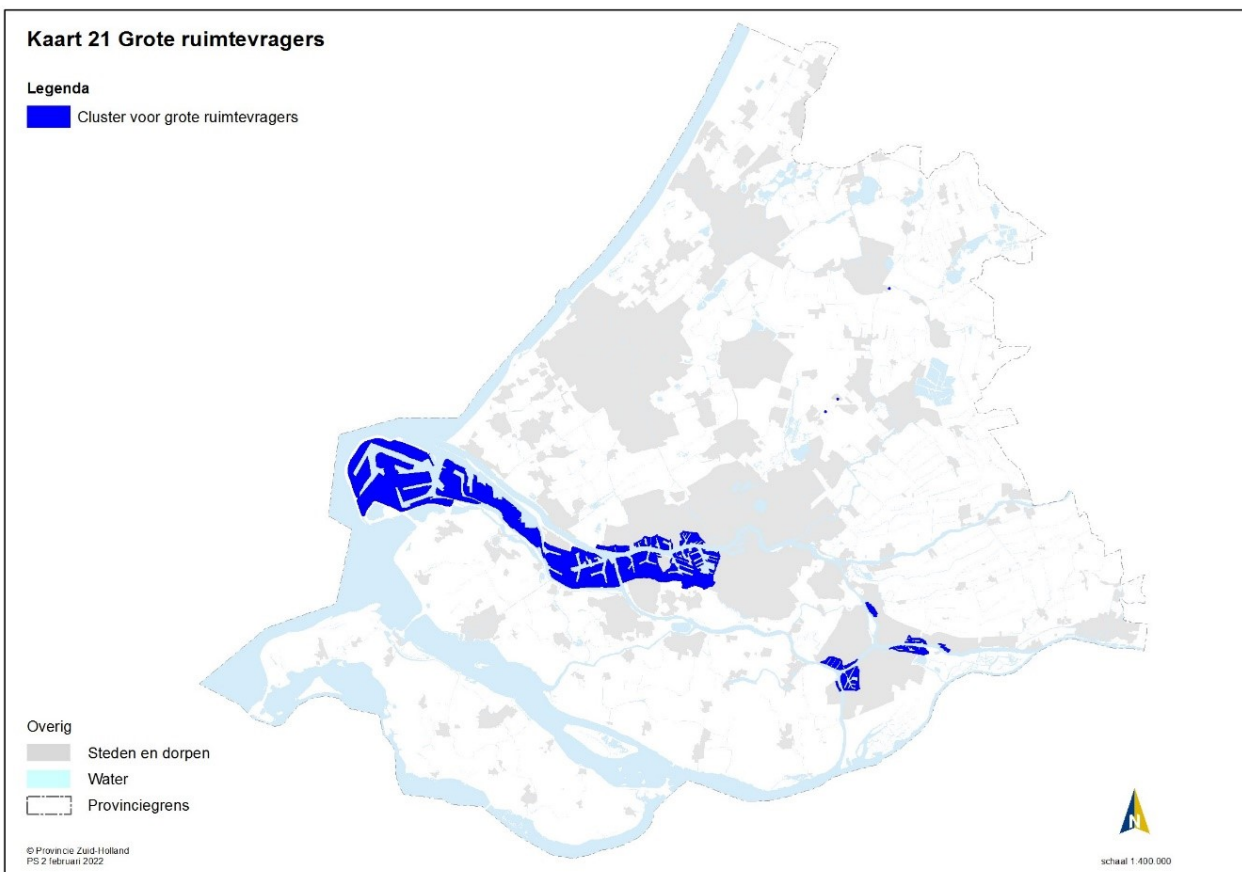 Kaart 21 Grote ruimtevragers
Legenda
Cluster voor grote ruimtevragers
Overig
Steden en dorpen
Water
Provinciegrens
© Provincie Zuid-Holland
PS 2 februari 2022
N
schaal 1:400.000